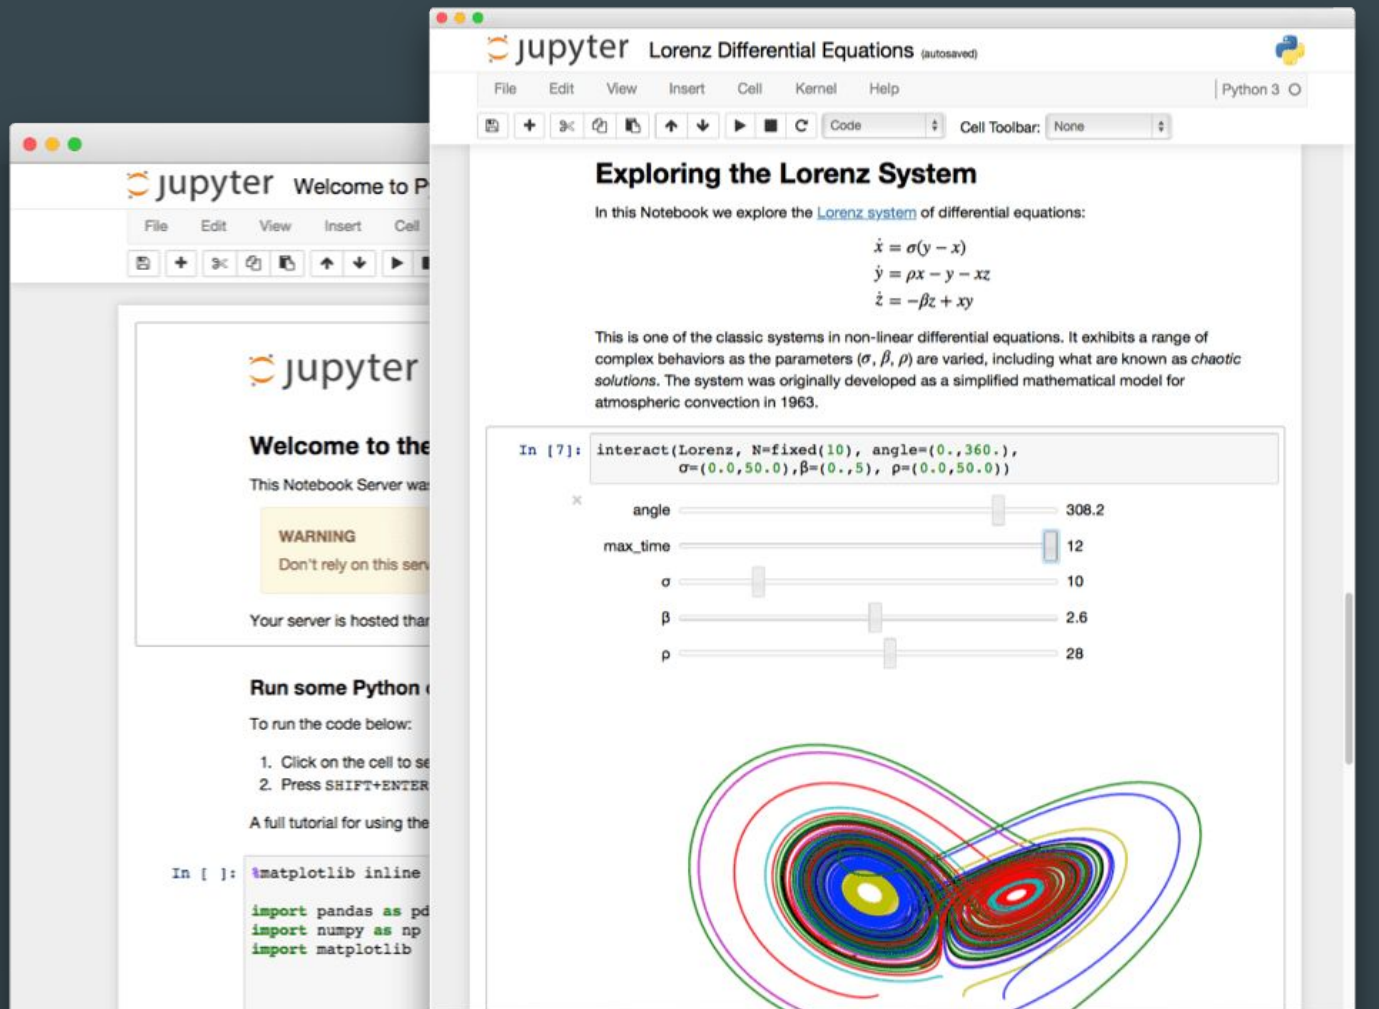 jupyter Lorenz Differential Equations (autosaved)
File Edit View Insert Cell Kernel Help Python 3
Code Cell Toolbar: None
Exploring the Lorenz System
In this Notebook we explore the Lorenz system of differential equations:
ẋ = σ(y − x)
ẏ = ρx − y − xz
ż = −βz + xy
This is one of the classic systems in non-linear differential equations. It exhibits a range of
complex behaviors as the parameters (σ, β, ρ) are varied, including what are known as chaotic
solutions. The system was originally developed as a simplified mathematical model for
atmospheric convection in 1963.
In [7]: interact(Lorenz, N=fixed(10), angle=(0.,360.),
σ=(0.0,50.0),β=(0.,5), ρ=(0.0,50.0))
angle 308.2
max_time 12
σ 10
β 2.6
ρ 28
jupyter Welcome to P
File Edit View Insert Cell
jupyter
Welcome to the
This Notebook Server was
WARNING
Don't rely on this serv
Your server is hosted than
Run some Python
To run the code below:
1. Click on the cell to se
2. Press SHIFT+ENTER
A full tutorial for using the
In [ ]: %matplotlib inline
import pandas as pd
import numpy as np
import matplotlib